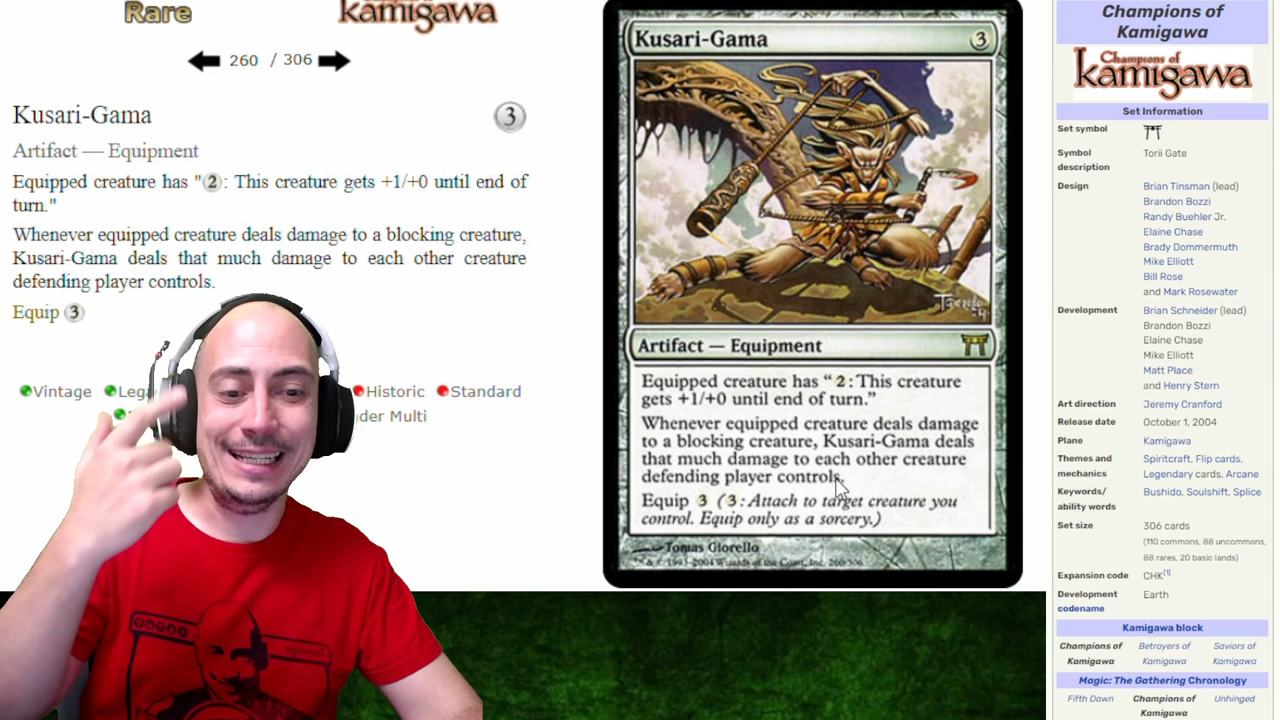 Rare
kamigawa
260 / 306
Kusari-Gama
3
Artifact — Equipment
Equipped creature has "2: This creature gets +1/+0 until end of
turn."
Whenever equipped creature deals damage to a blocking creature,
Kusari-Gama deals that much damage to each other creature
defending player controls.
Equip 3
Vintage
Historic
Standard
Multi
Kusari-Gama
3
Artifact — Equipment
Equipped creature has "2: This creature
gets +1/+0 until end of turn."
Whenever equipped creature deals damage
to a blocking creature, Kusari-Gama deals
that much damage to each other creature
defending player controls.
Equip 3 (3: Attach to target creature you
control. Equip only as a sorcery.)
Tomas Giorello
Champions of
Kamigawa
Champions of
kamigawa
Set Information
Set symbol
Symbol description Torii Gate
Design Brian Tinsman (lead)
Brandon Bozzi
Randy Buehler Jr.
Elaine Chase
Brady Dommermuth
Mike Elliott
Bill Rose
and Mark Rosewater
Development Brian Schneider (lead)
Brandon Bozzi
Elaine Chase
Mike Elliott
Matt Place
and Henry Stern
Art direction Jeremy Cranford
Release date October 1, 2004
Plane Kamigawa
Themes and mechanics Spiritcraft, Flip cards,
Legendary cards, Arcane
Keywords/ ability words Bushido, Soulshift, Splice
Set size 306 cards
(110 commons, 88 uncommons,
88 rares, 20 basic lands)
Expansion code CHK[1]
Development codename Earth
Kamigawa block
Champions of Kamigawa Betrayers of Kamigawa Saviors of Kamigawa
Magic: The Gathering Chronology
Fifth Dawn Champions of Kamigawa Unhinged